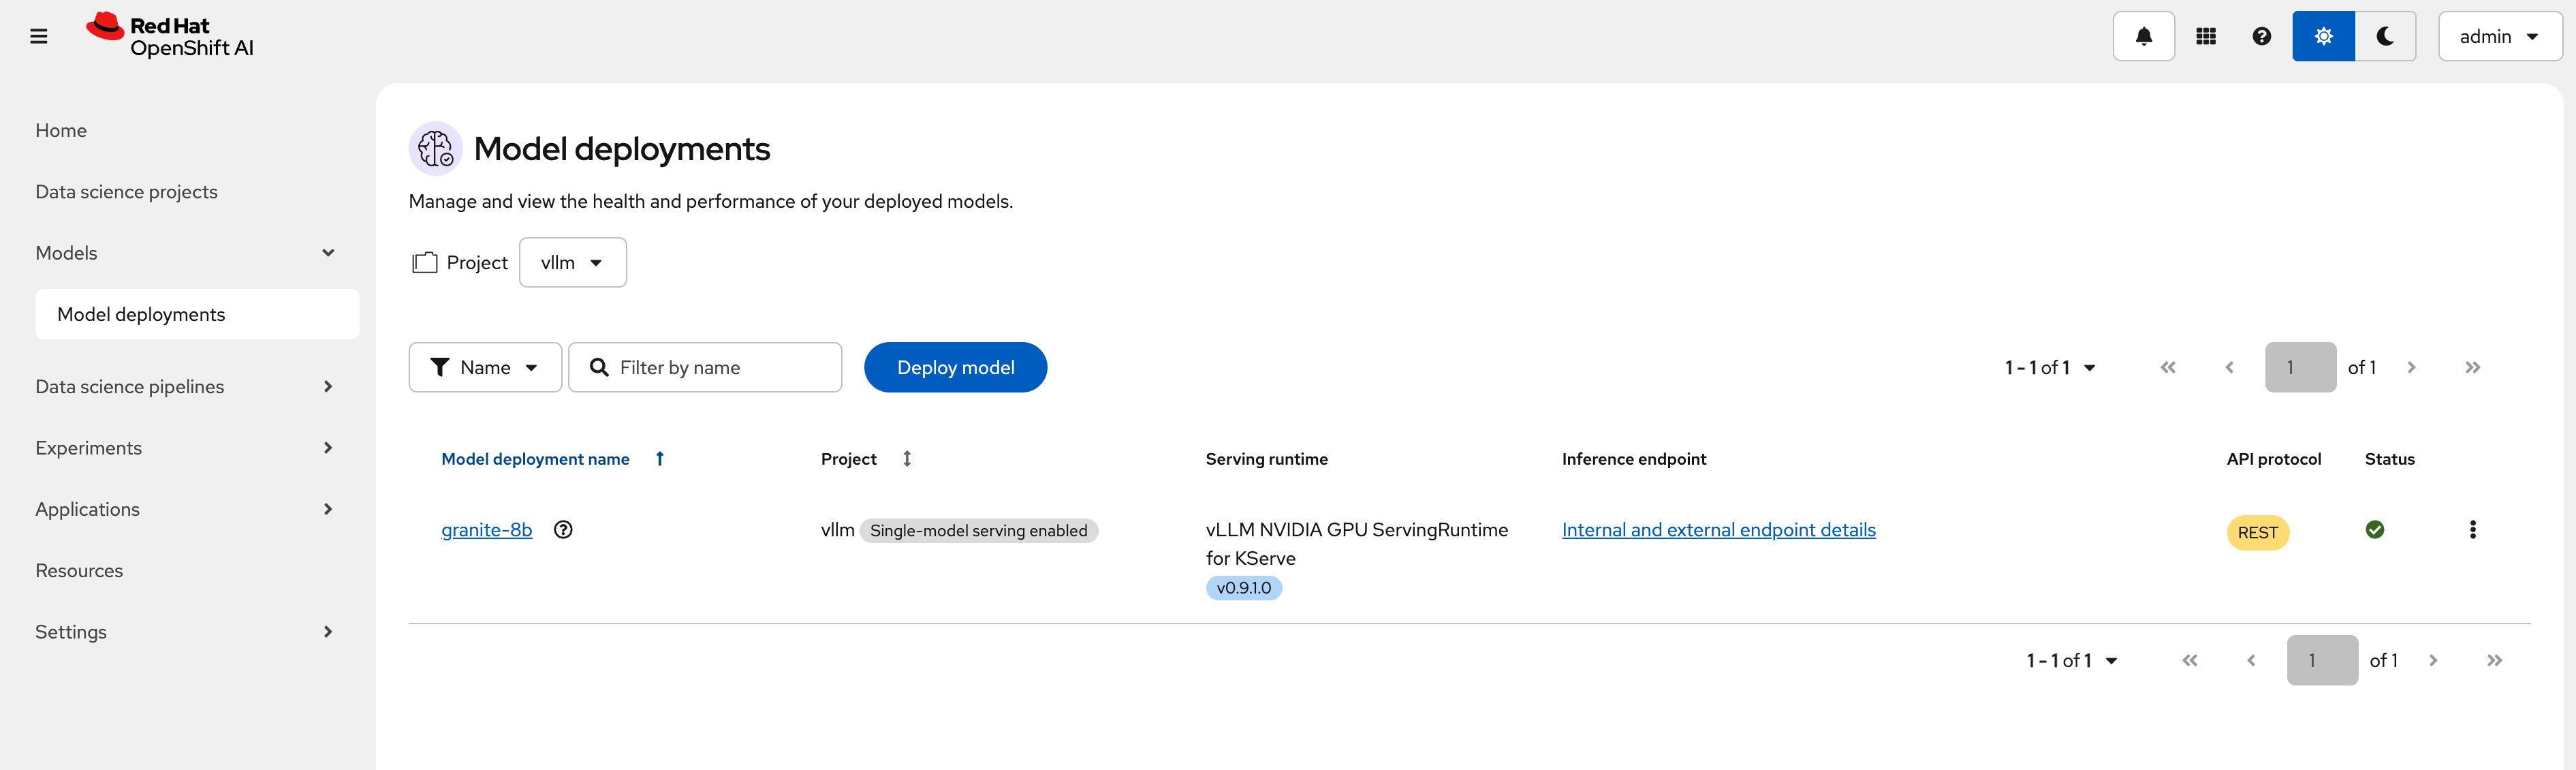 Red Hat
OpenShift AI
admin
Home
Data science projects
Models
Model deployments
Data science pipelines
Experiments
Applications
Resources
Settings
Model deployments
Manage and view the health and performance of your deployed models.
Project vllm
Name Filter by name Deploy model 1 - 1 of 1 1 of 1
Model deployment name Project Serving runtime Inference endpoint API protocol Status
granite-8b vllm Single-model serving enabled vLLM NVIDIA GPU ServingRuntime Internal and external endpoint details REST
for KServe
v0.9.1.0
1 - 1 of 1 1 of 1